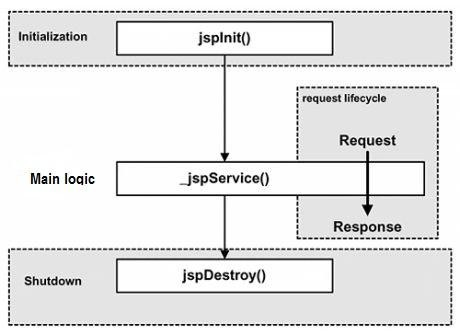 Initialization
jspInit()
request lifecycle
Request
Main logic
_jspService()
Response
Shutdown
jspDestroy()